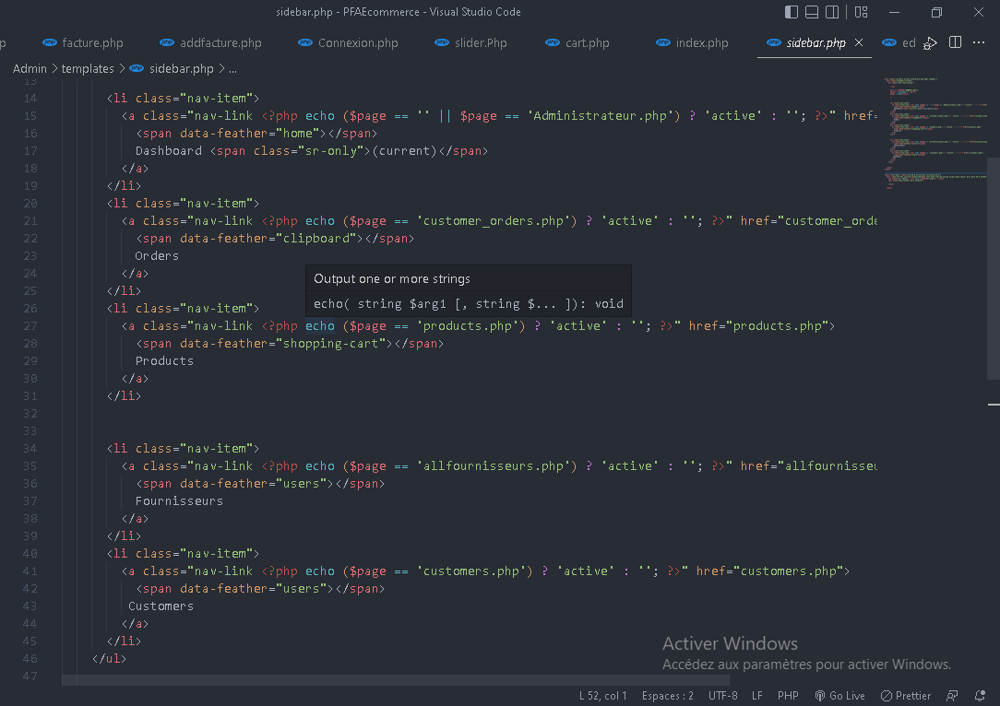 sidebar.php - PFAEcommerce - Visual Studio Code
p facture.php addfacture.php Connexion.php slider.Php cart.php index.php sidebar.php ed
Admin > templates > sidebar.php > ...
13
14 <li class="nav-item">
15 <a class="nav-link <?php echo ($page == '' || $page == 'Administrateur.php') ? 'active' : ''; ?>" href=
16 <span data-feather="home"></span>
17 Dashboard <span class="sr-only">(current)</span>
18 </a>
19 </li>
20 <li class="nav-item">
21 <a class="nav-link <?php echo ($page == 'customer_orders.php') ? 'active' : ''; ?>" href="customer_orde
22 <span data-feather="clipboard"></span>
23 Orders
24 </a>
25 </li>
Output one or more strings
echo( string $arg1 [, string $... ]): void
26 <li class="nav-item">
27 <a class="nav-link <?php echo ($page == 'products.php') ? 'active' : ''; ?>" href="products.php">
28 <span data-feather="shopping-cart"></span>
29 Products
30 </a>
31 </li>
32
33
34 <li class="nav-item">
35 <a class="nav-link <?php echo ($page == 'allfournisseurs.php') ? 'active' : ''; ?>" href="allfournisseu
36 <span data-feather="users"></span>
37 Fournisseurs
38 </a>
39 </li>
40 <li class="nav-item">
41 <a class="nav-link <?php echo ($page == 'customers.php') ? 'active' : ''; ?>" href="customers.php">
42 <span data-feather="users"></span>
43 Customers
44 </a>
45 </li>
46 </ul>
47
Activer Windows
Accédez aux paramètres pour activer Windows.
L 52, col 1 Espaces : 2 UTF-8 LF PHP Go Live Prettier